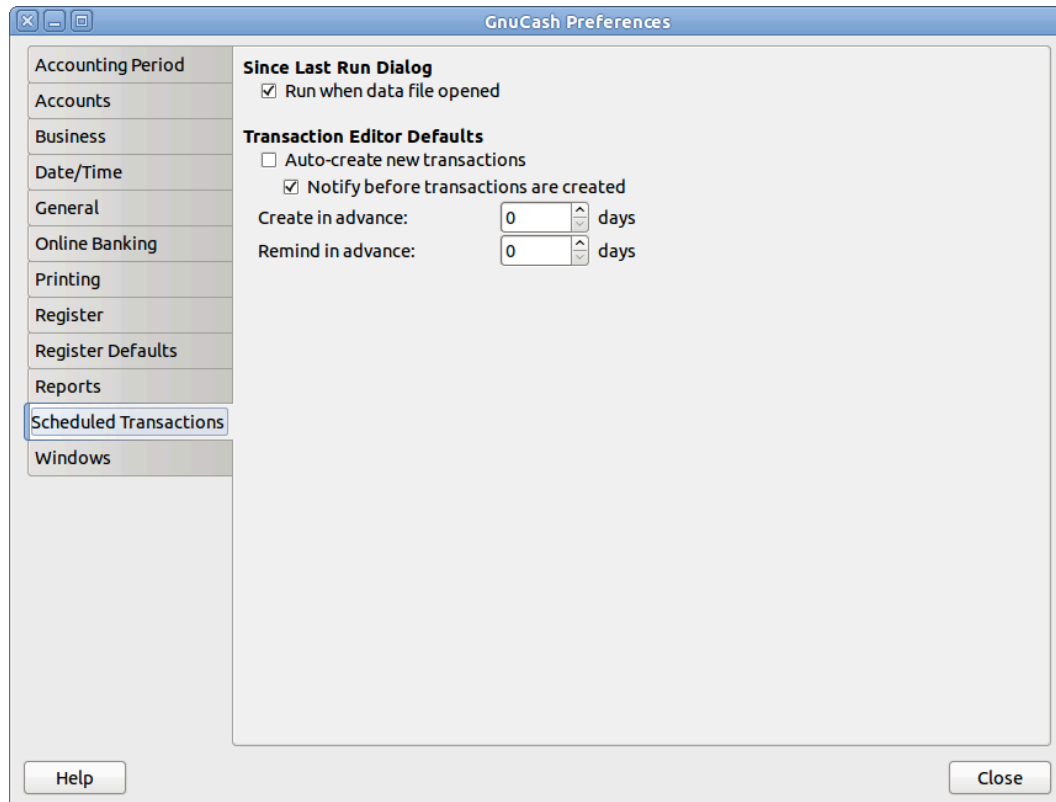 GnuCash Preferences
Accounting Period
Accounts
Business
Date/Time
General
Online Banking
Printing
Register
Register Defaults
Reports
Scheduled Transactions
Windows
Since Last Run Dialog
Run when data file opened
Transaction Editor Defaults
Auto-create new transactions
Notify before transactions are created
Create in advance: 0 days
Remind in advance: 0 days
Help
Close